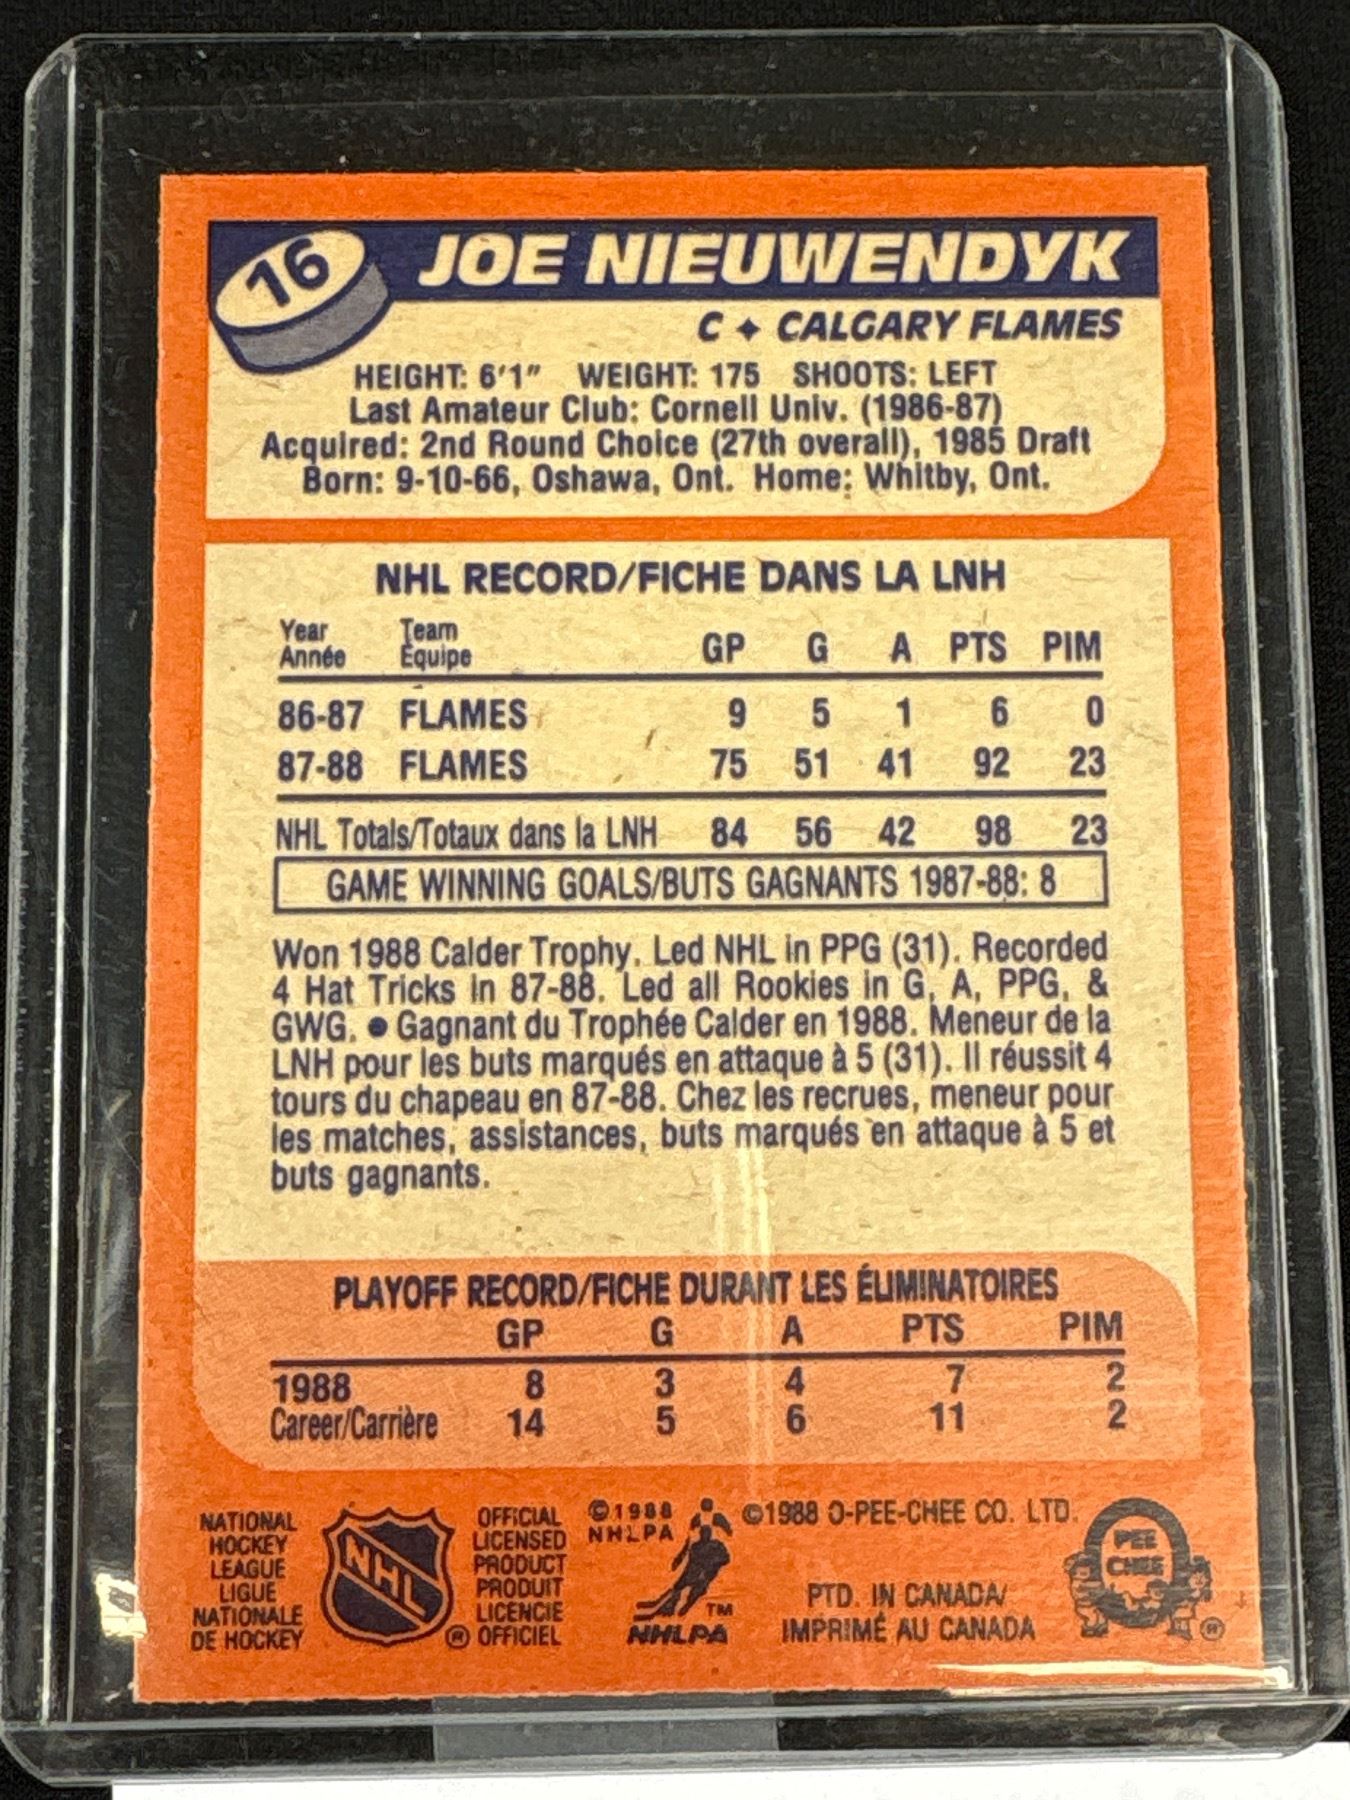 16
JOE NIEUWENDYK
C ✦ CALGARY FLAMES
HEIGHT: 6'1" WEIGHT: 175 SHOOTS: LEFT
Last Amateur Club: Cornell Univ. (1986-87)
Acquired: 2nd Round Choice (27th overall), 1985 Draft
Born: 9-10-66, Oshawa, Ont. Home: Whitby, Ont.
NHL RECORD/FICHE DANS LA LNH
Year Team
Année Équipe GP G A PTS PIM
86-87 FLAMES 9 5 1 6 0
87-88 FLAMES 75 51 41 92 23
NHL Totals/Totaux dans la LNH 84 56 42 98 23
GAME WINNING GOALS/BUTS GAGNANTS 1987-88: 8
Won 1988 Calder Trophy. Led NHL in PPG (31). Recorded
4 Hat Tricks in 87-88. Led all Rookies in G, A, PPG, &
GWG. ● Gagnant du Trophée Calder en 1988. Meneur de la
LNH pour les buts marqués en attaque à 5 (31). Il réussit 4
tours du chapeau en 87-88. Chez les recrues, meneur pour
les matches, assistances, buts marqués en attaque à 5 et
buts gagnants.
PLAYOFF RECORD/FICHE DURANT LES ÉLIMINATOIRES
GP G A PTS PIM
1988 8 3 4 7 2
Career/Carrière 14 5 6 11 2
NATIONAL
HOCKEY
LEAGUE
LIGUE
NATIONALE
DE HOCKEY
NHL
®
OFFICIAL
LICENSED
PRODUCT
PRODUIT
LICENCIE
OFFICIEL
©1988
NHLPA
TM
NHLPA
©1988 O-PEE-CHEE CO. LTD.
PTD. IN CANADA/
IMPRIMÉ AU CANADA
O
PEE
CHEE
®